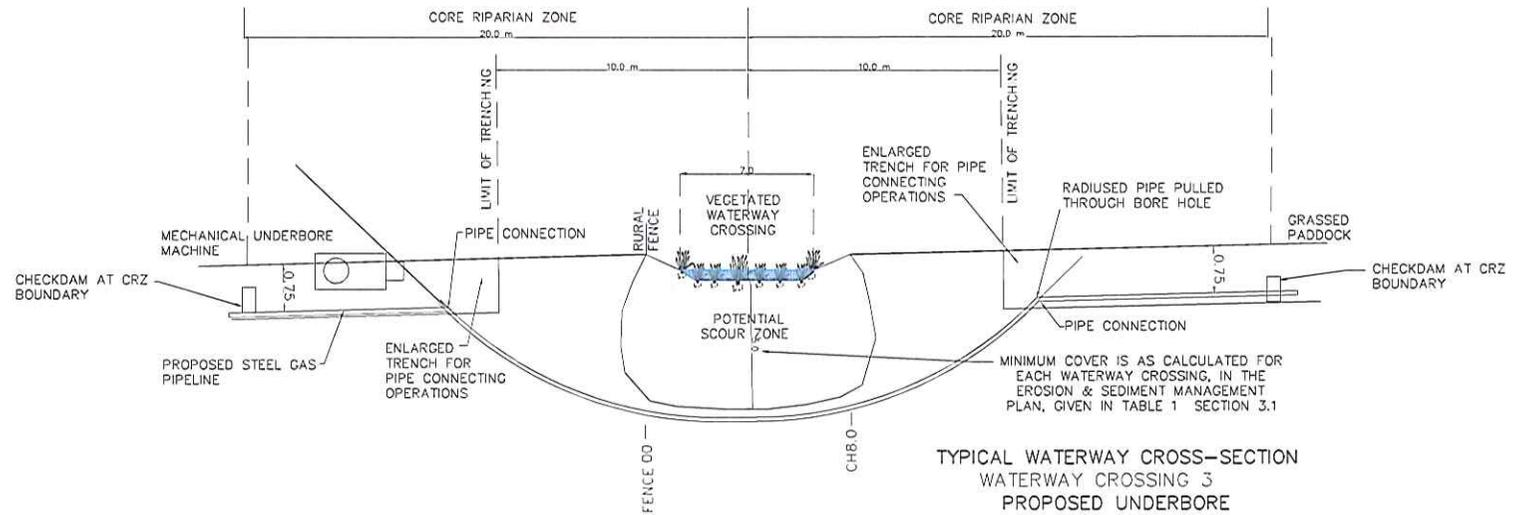 CORE RIPARIAN ZONE
20.0 m
CORE RIPARIAN ZONE
20.0 m
10.0 m
10.0 m
LIMIT OF TRENCHING
LIMIT OF TRENCHING
7.0
VEGETATED
WATERWAY
CROSSING
RURAL
FENCE
ENLARGED
TRENCH FOR PIPE
CONNECTING
OPERATIONS
RADIUSED PIPE PULLED
THROUGH BORE HOLE
GRASSED
PADDOCK
MECHANICAL UNDERBORE
MACHINE
PIPE CONNECTION
CHECKDAM AT CRZ
BOUNDARY
0.75
0.75
CHECKDAM AT CRZ
BOUNDARY
POTENTIAL
SCOUR ZONE
PIPE CONNECTION
PROPOSED STEEL GAS
PIPELINE
ENLARGED
TRENCH FOR
PIPE CONNECTING
OPERATIONS
MINIMUM COVER IS AS CALCULATED FOR
EACH WATERWAY CROSSING, IN THE
EROSION & SEDIMENT MANAGEMENT
PLAN, GIVEN IN TABLE 1 SECTION 3.1
FENCE 00
CH8.0
TYPICAL WATERWAY CROSS-SECTION
WATERWAY CROSSING 3
PROPOSED UNDERBORE